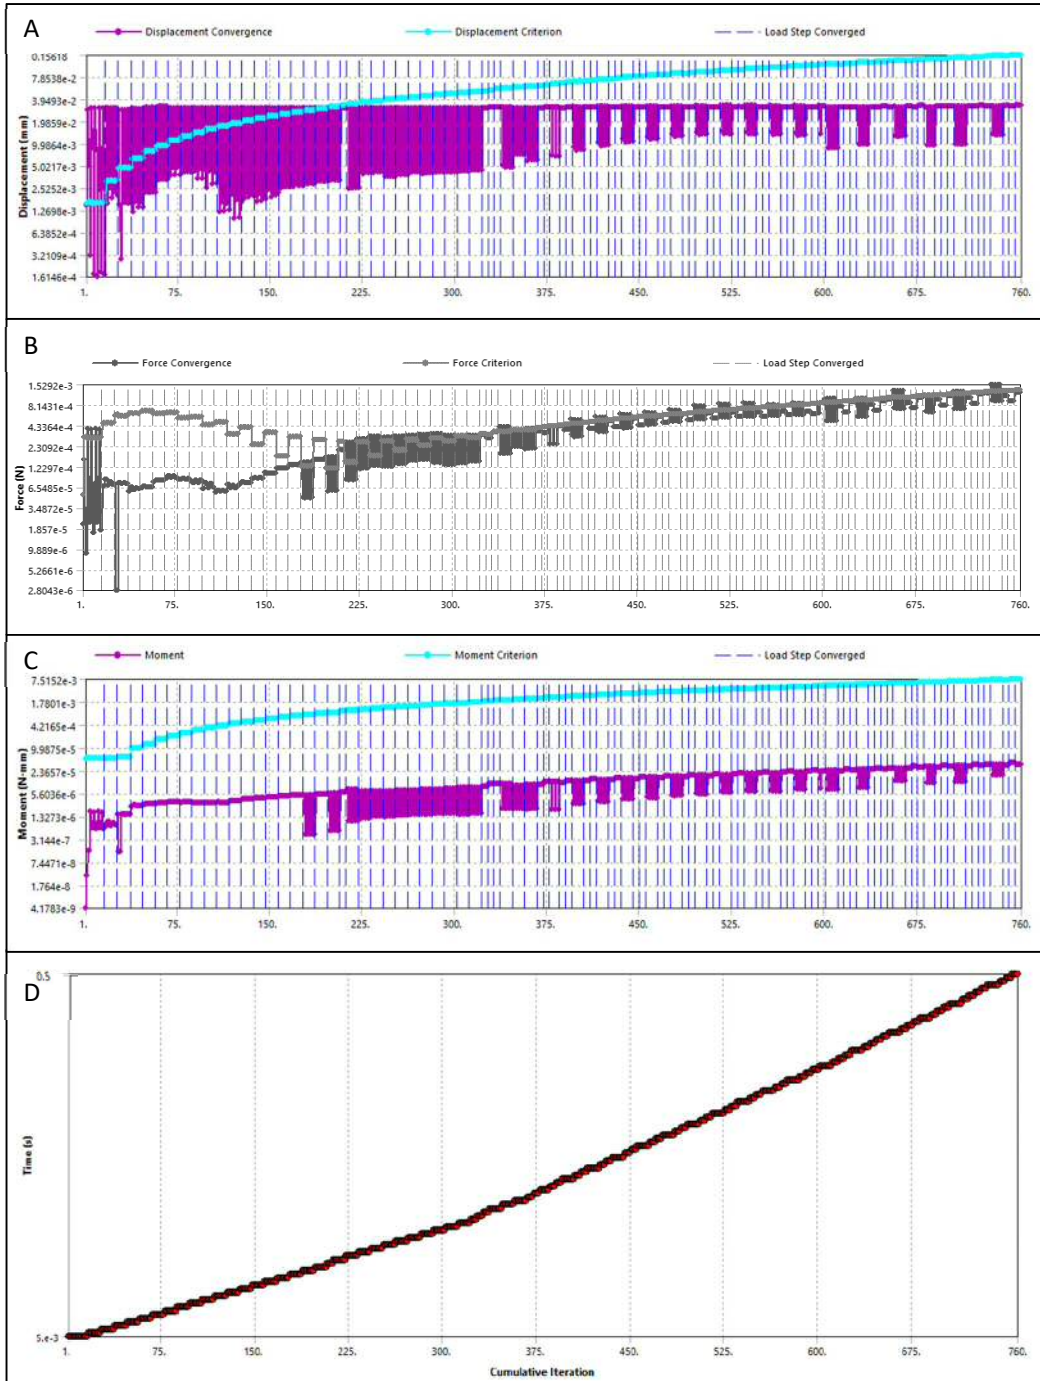 A
Displacement Convergence Displacement Criterion Load Step Converged
0.15618
7.8538e-2
3.9493e-2
1.9859e-2
9.9864e-3
5.0217e-3
2.5252e-3
1.2698e-3
6.3852e-4
3.2109e-4
1.6146e-4
Displacement (mm)
1. 75. 150. 225. 300. 375. 450. 525. 600. 675. 760.
B
Force Convergence Force Criterion Load Step Converged
1.5292e-3
8.1431e-4
4.3364e-4
2.3092e-4
1.2297e-4
6.5485e-5
3.4872e-5
1.857e-5
9.889e-6
5.2661e-6
2.8043e-6
Force (N)
1. 75. 150. 225. 300. 375. 450. 525. 600. 675. 760.
C
Moment Moment Criterion Load Step Converged
7.5152e-3
1.7801e-3
4.2165e-4
9.9875e-5
2.3657e-5
5.6036e-6
1.3273e-6
3.144e-7
7.4471e-8
1.764e-8
4.1783e-9
Moment (N·mm)
1. 75. 150. 225. 300. 375. 450. 525. 600. 675. 760.
D
0.5
5.e-3
Time (s)
1. 75. 150. 225. 300. 375. 450. 525. 600. 675. 760.
Cumulative Iteration